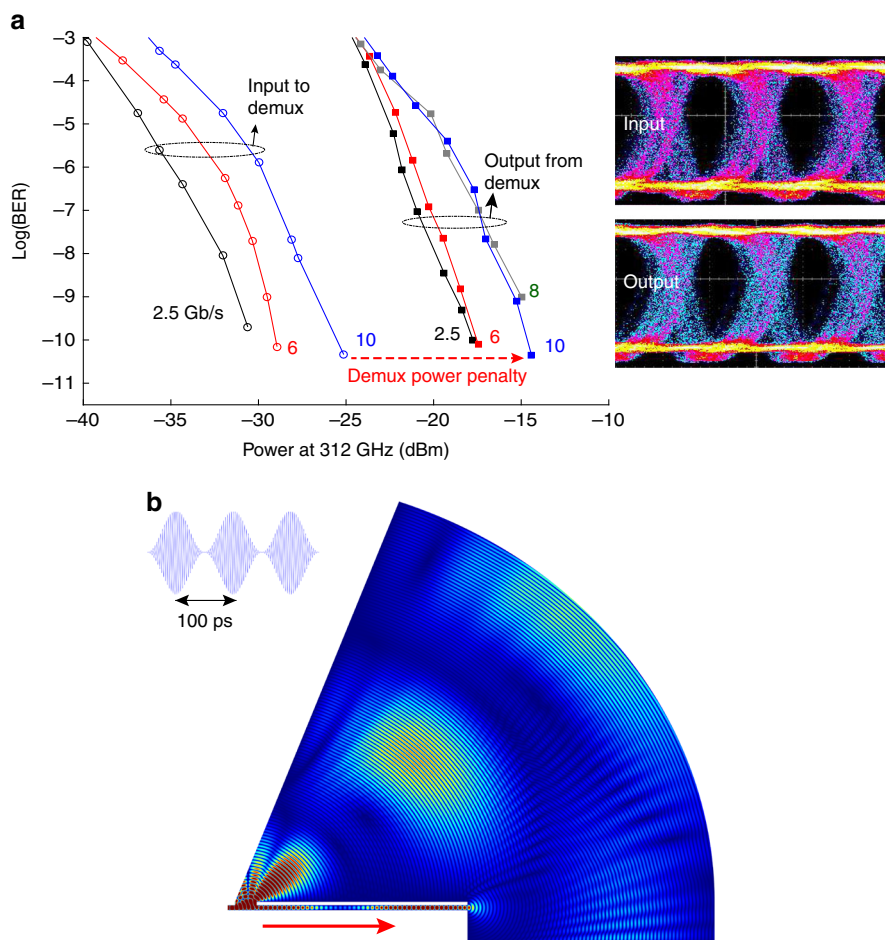 a
−3
−4
−5
−6
−7
−8
−9
−10
−11
Log(BER)
−40
−35
−30
−25
−20
−15
−10
Power at 312 GHz (dBm)
Input to
demux
Output from
demux
2.5 Gb/s
6
10
2.5
6
8
10
Demux power penalty
Input
Output
b
100 ps